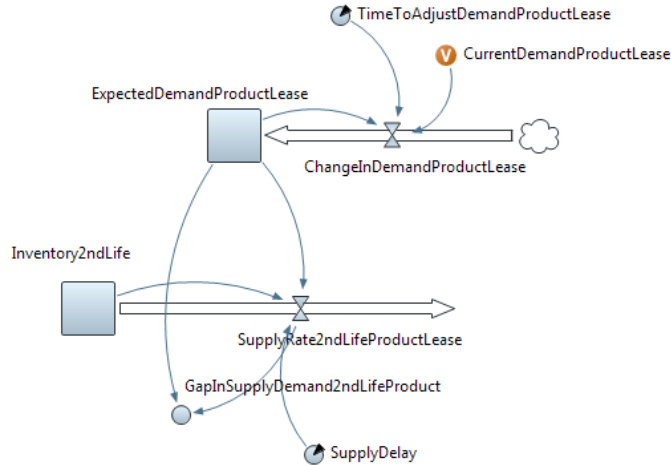 TimeToAdjustDemandProductLease
V
CurrentDemandProductLease
ExpectedDemandProductLease
ChangeInDemandProductLease
Inventory2ndLife
SupplyRate2ndLifeProductLease
GapInSupplyDemand2ndLifeProduct
SupplyDelay